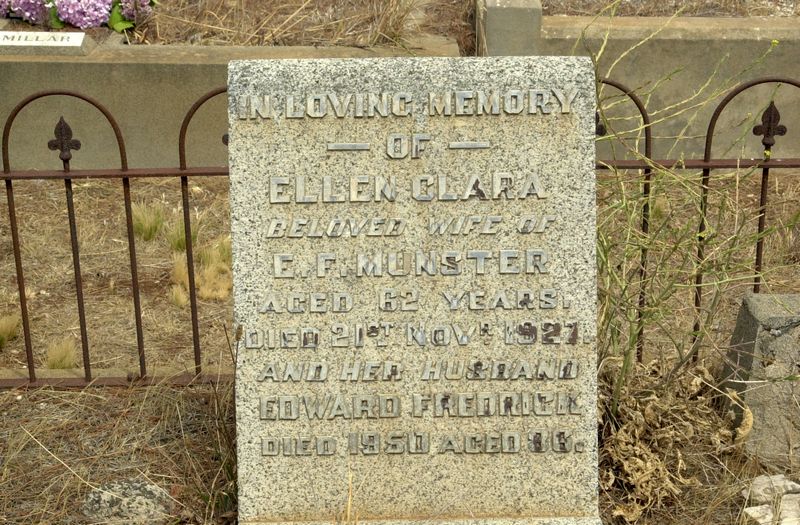 MILLAR
IN LOVING MEMORY
— OF —
ELLEN CLARA
BELOVED WIFE OF
E. F. MUNSTER
AGED 62 YEARS.
DIED 21ST NOVR 1927.
AND HER HUSBAND
EDWARD FREDRICK
DIED 1950 AGED 86.